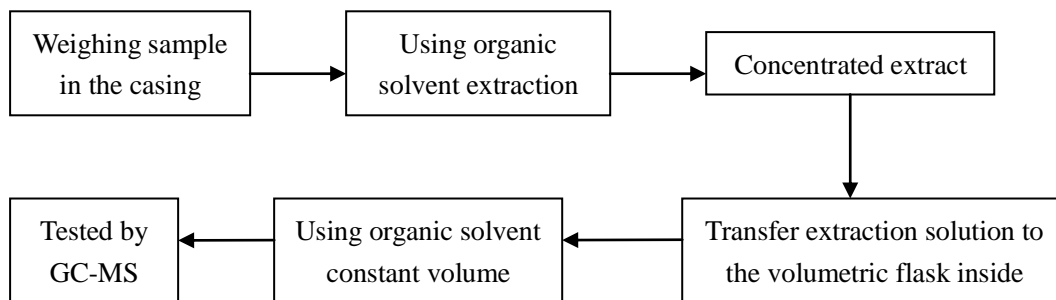 Weighing sample
in the casing
Using organic
solvent extraction
Concentrated extract
Transfer extraction solution to
the volumetric flask inside
Using organic solvent
constant volume
Tested by
GC-MS